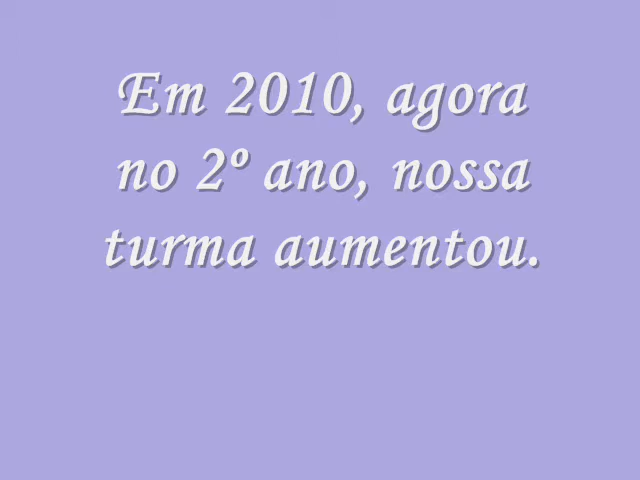 Em 2010, agora
no 2º ano, nossa
turma aumentou.